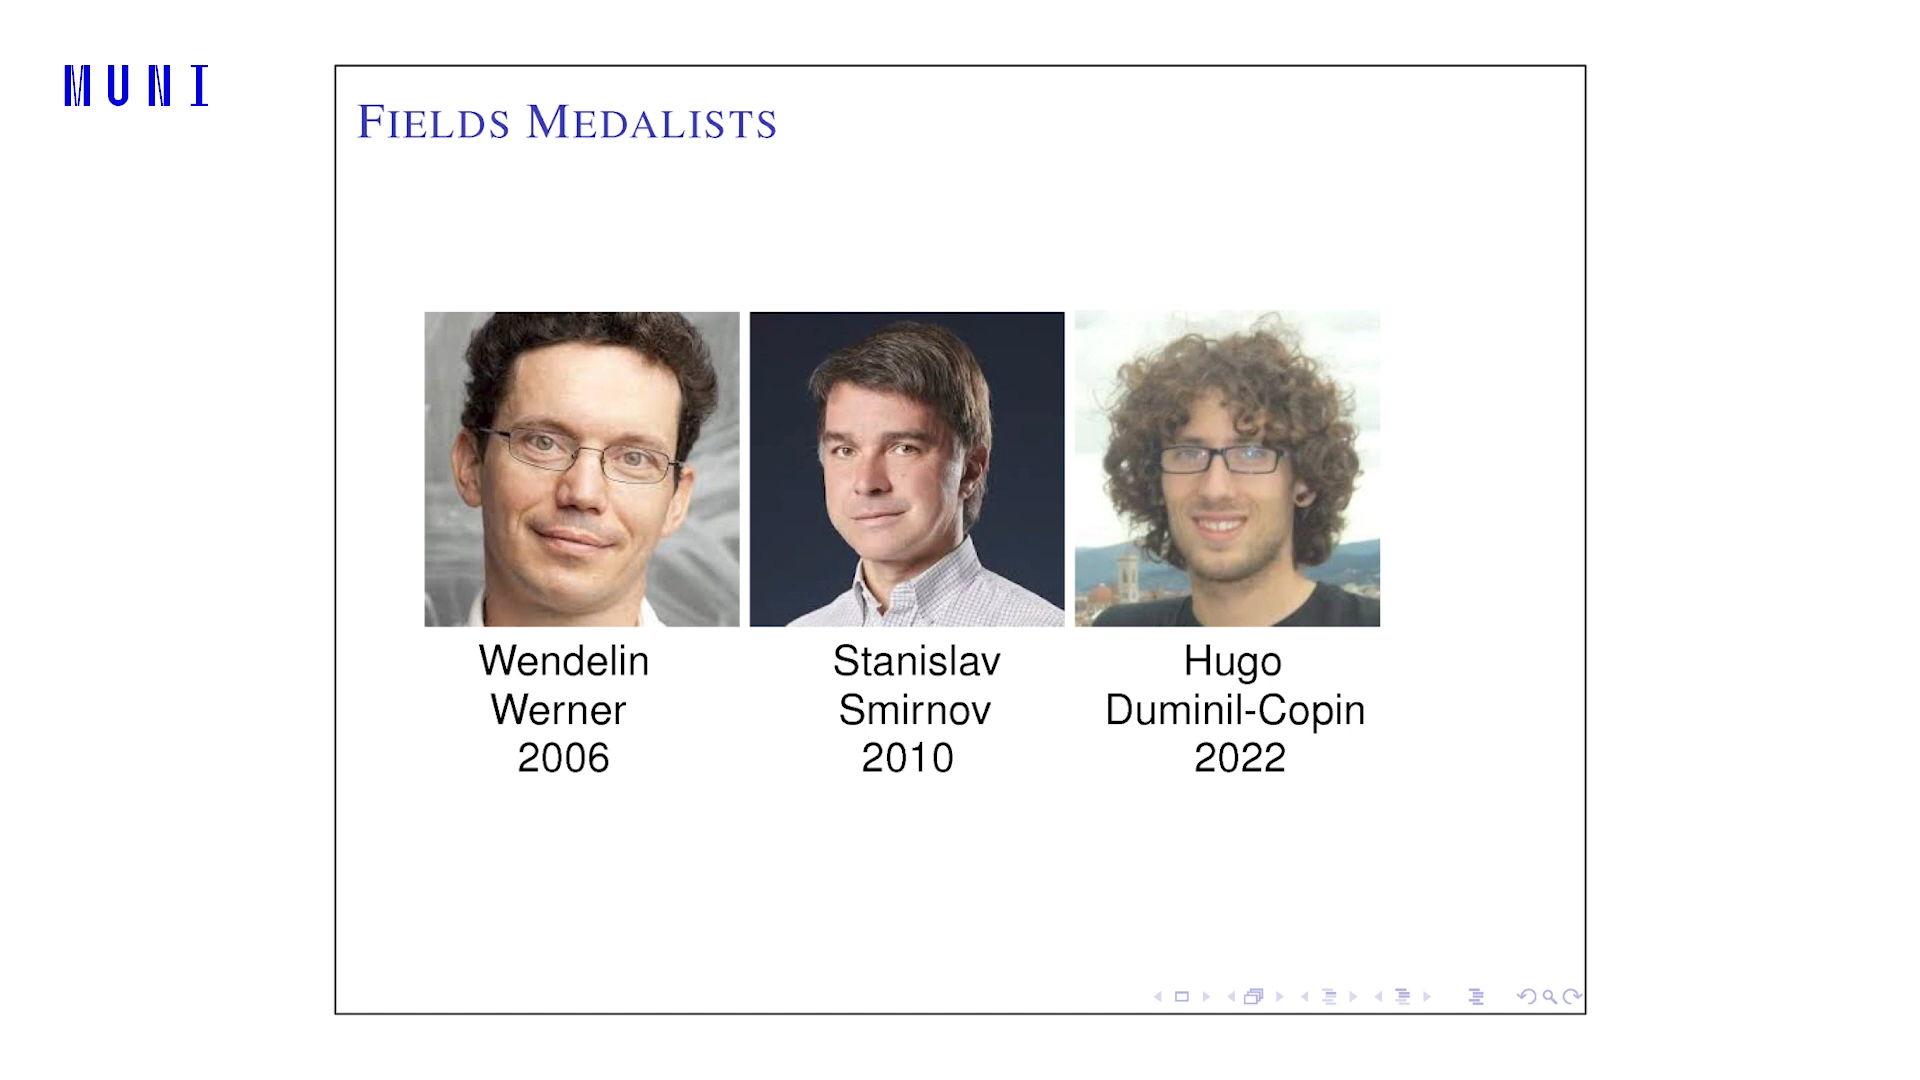 MUNI
FIELDS MEDALISTS
Wendelin Stanislav Hugo
Werner Smirnov Duminil-Copin
2006 2010 2022